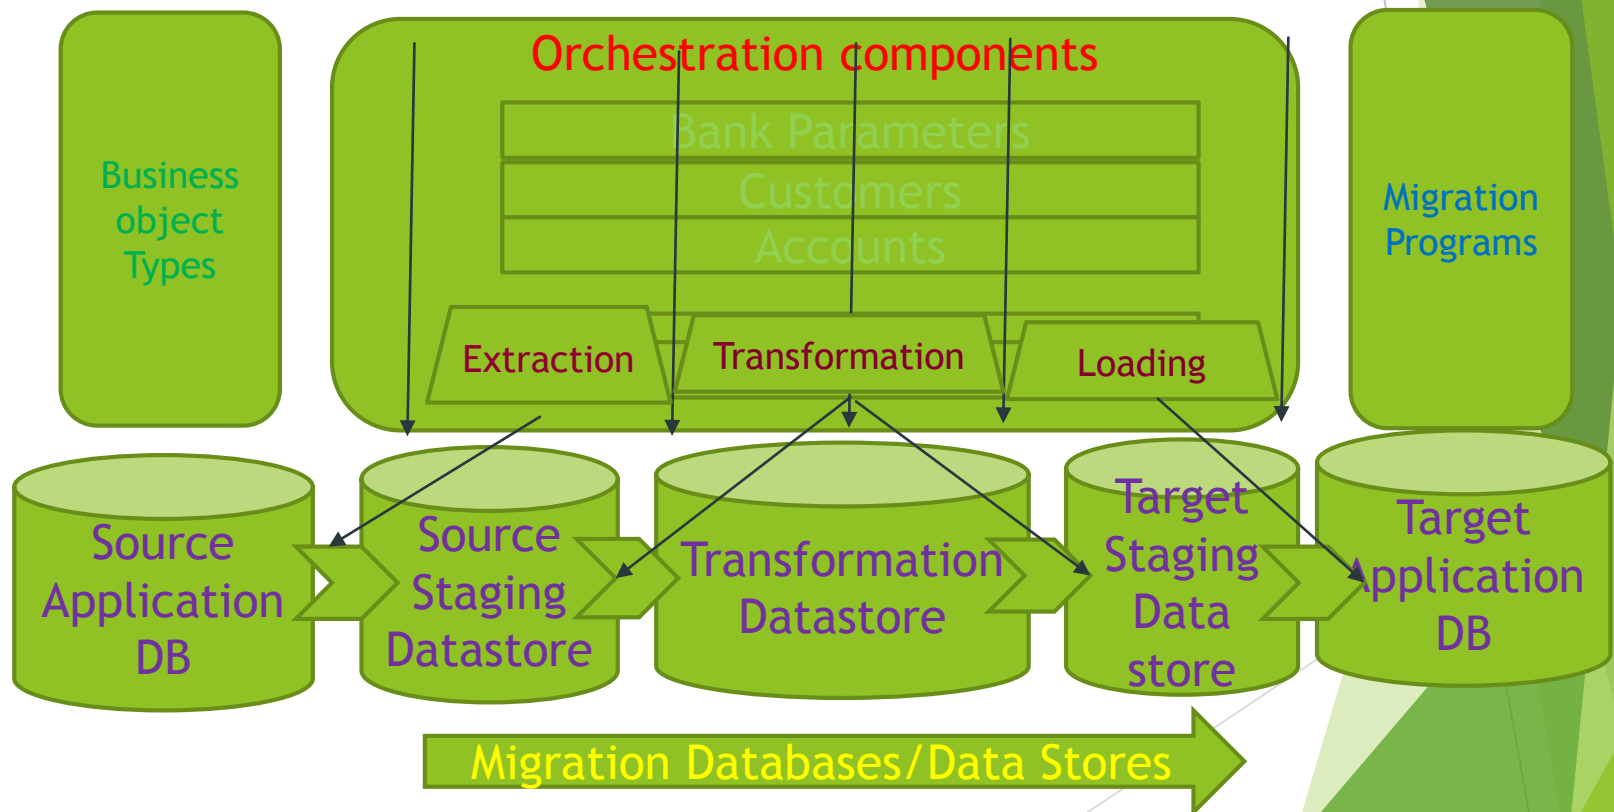 Orchestration components
Bank Parameters
Customers
Accounts
Business
object
Types
Migration
Programs
Extraction
Transformation
Loading
Source
Application
DB
Source
Staging
Datastore
Transformation
Datastore
Target
Staging
Data
store
Target
Application
DB
Migration Databases/Data Stores